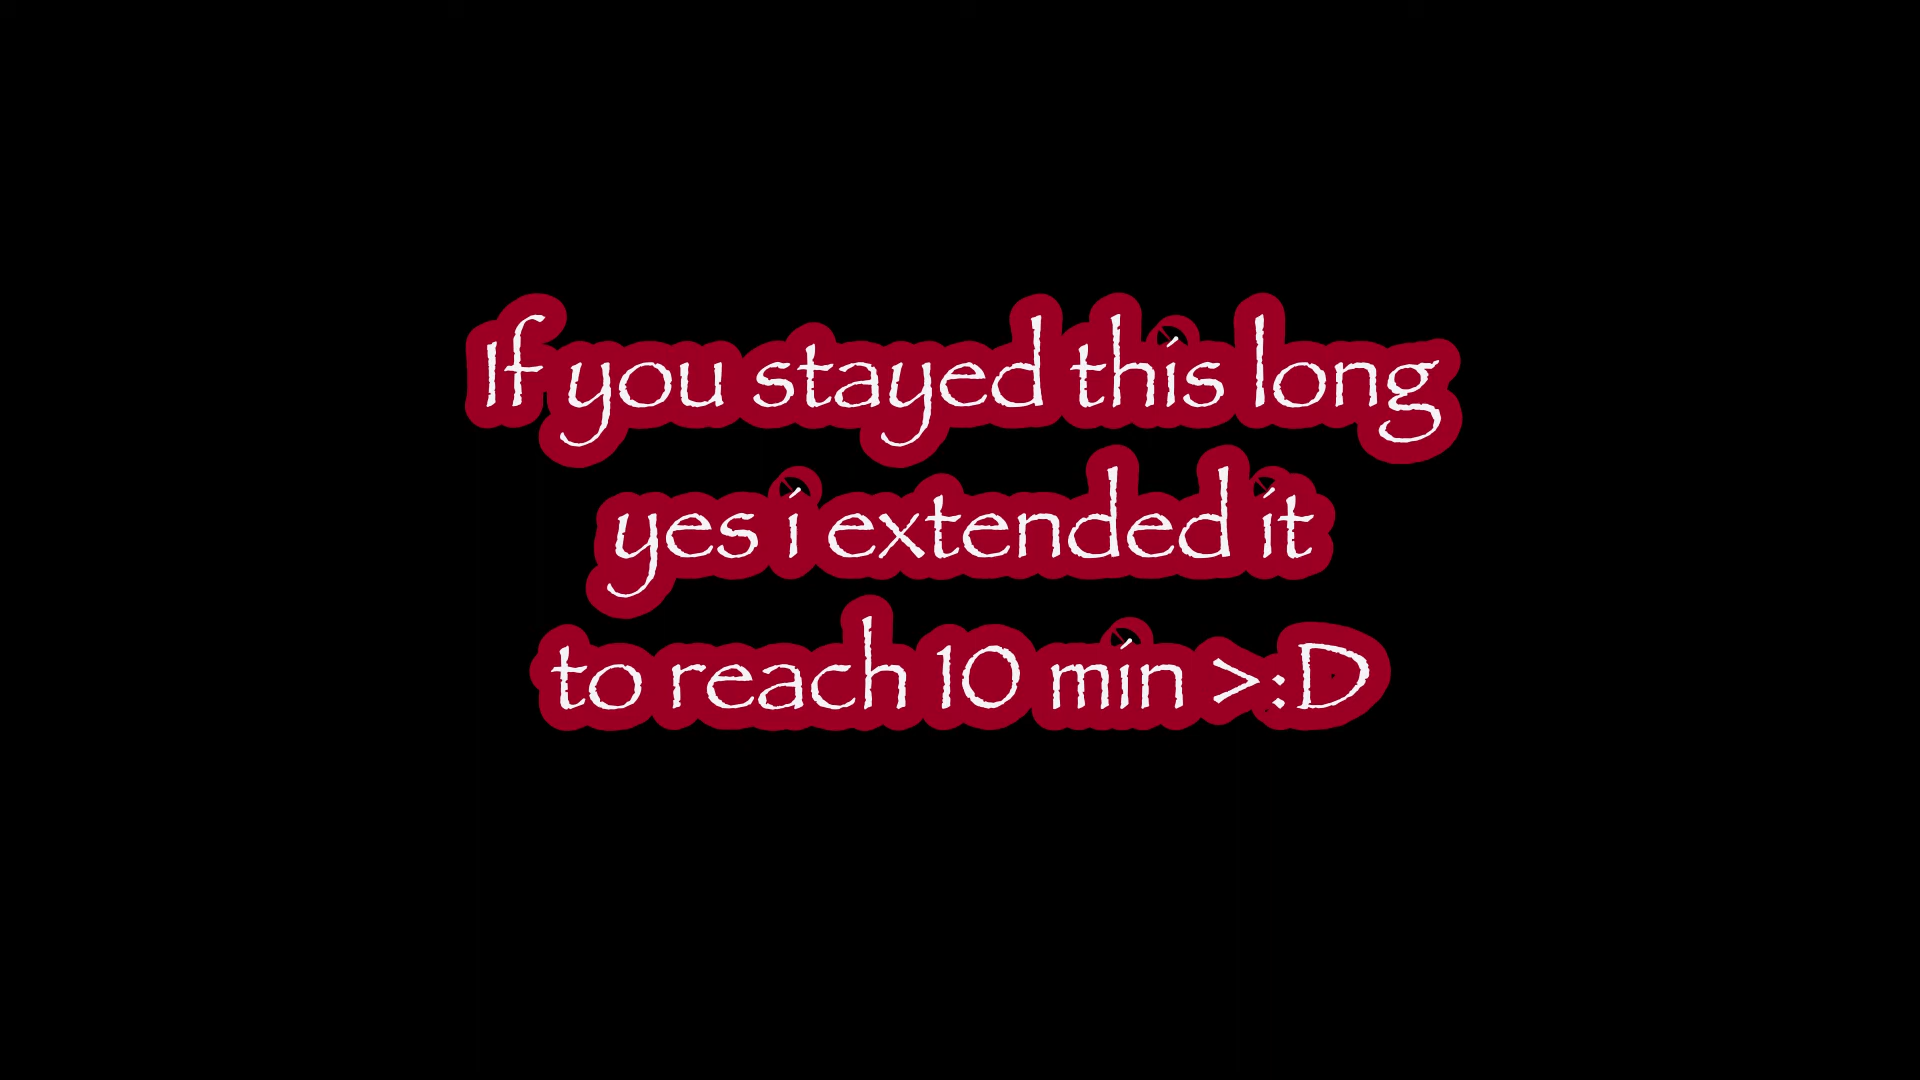 If you stayed this long
yes i extended it
to reach 10 min >:D